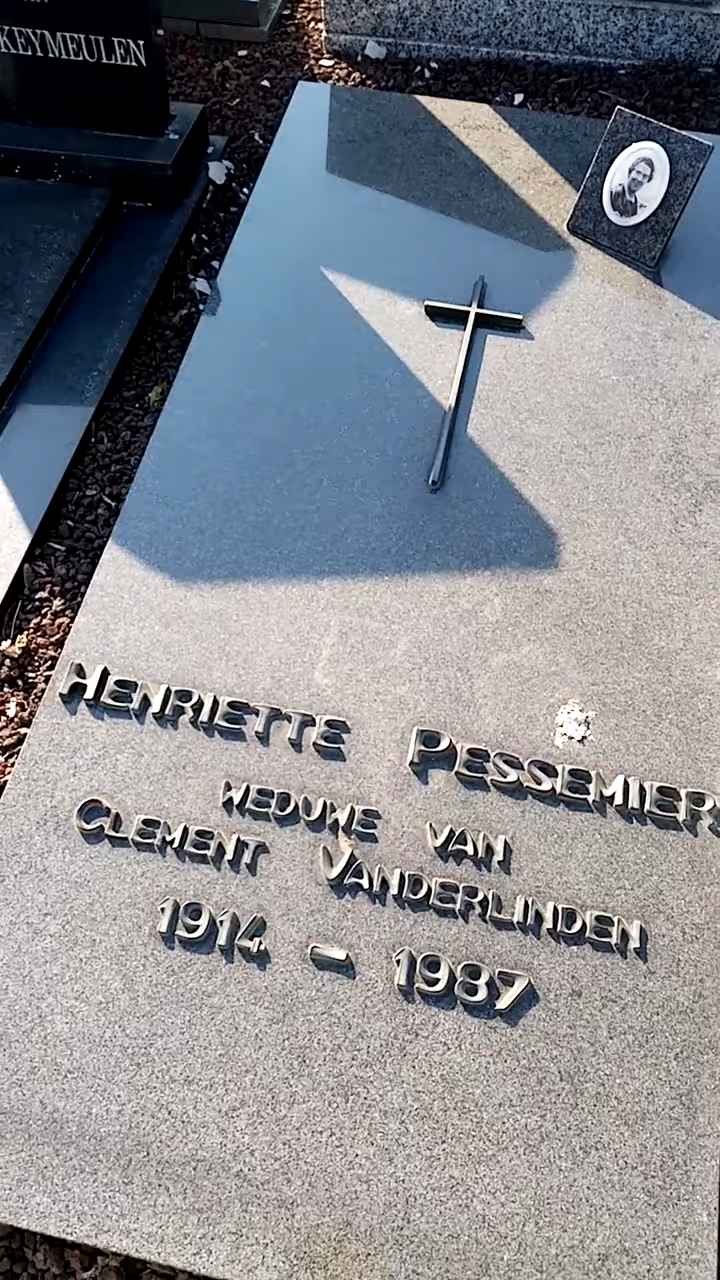 KEYMEULEN
HENRIETTE PESSEMIER
WEDUWE VAN
CLEMENT VANDERLINDEN
1914 - 1987